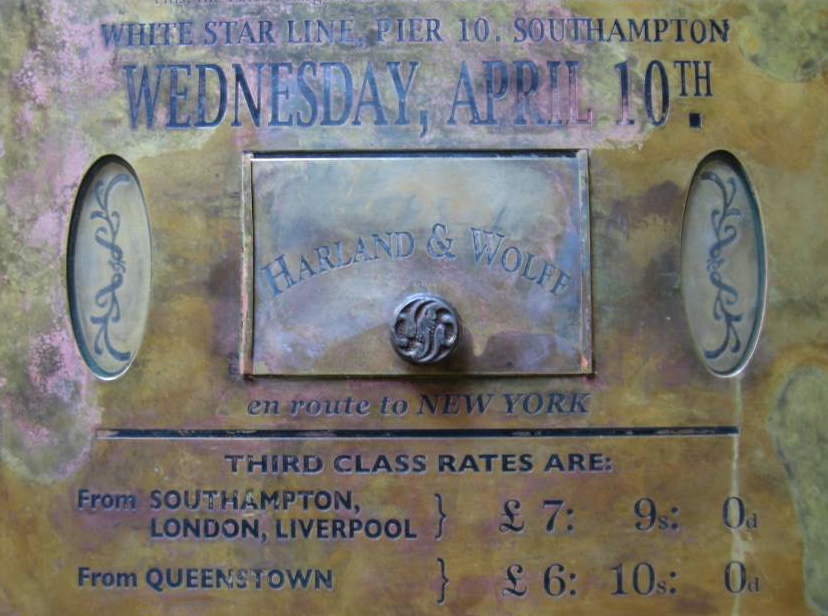 WHITE STAR LINE, PIER 10. SOUTHAMPTON
WEDNESDAY, APRIL 10TH.
HARLAND & WOLFF
en route to NEW YORK
THIRD CLASS RATES ARE:
From SOUTHAMPTON,
LONDON, LIVERPOOL } £ 7: 9s: 0d
From QUEENSTOWN } £ 6: 10s: 0d